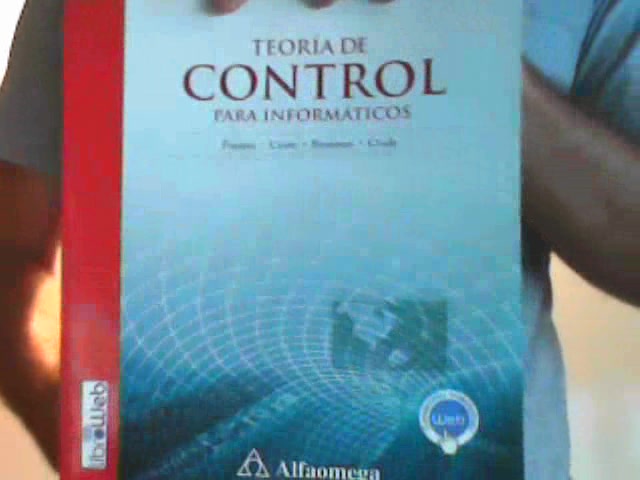 TEORÍA DE
CONTROL
PARA INFORMÁTICOS
Web
libroweb
Alfaomega